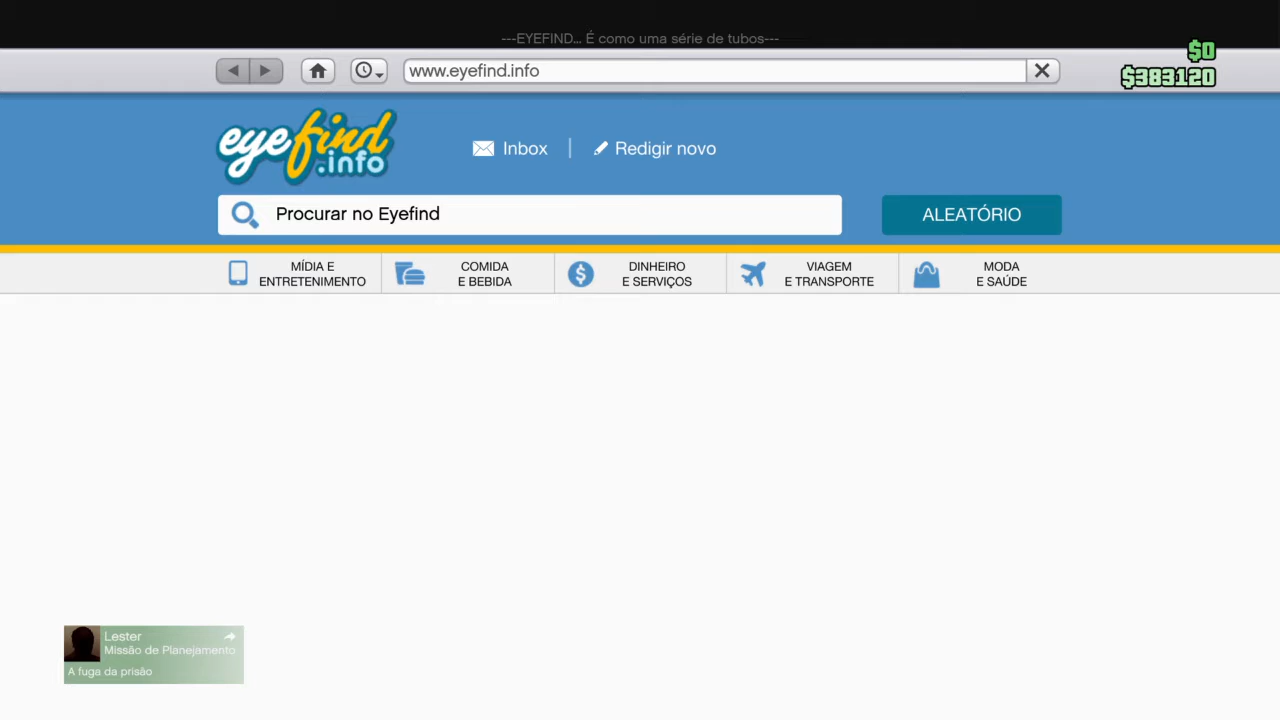 ---EYEFIND... É como uma série de tubos---
$0
www.eyefind.info
$383120
eyefind
.info
Inbox
Redigir novo
Procurar no Eyefind
ALEATÓRIO
MÍDIA E
ENTRETENIMENTO
COMIDA
E BEBIDA
DINHEIRO
E SERVIÇOS
VIAGEM
E TRANSPORTE
MODA
E SAÚDE
Lester
Missão de Planejamento
A fuga da prisão